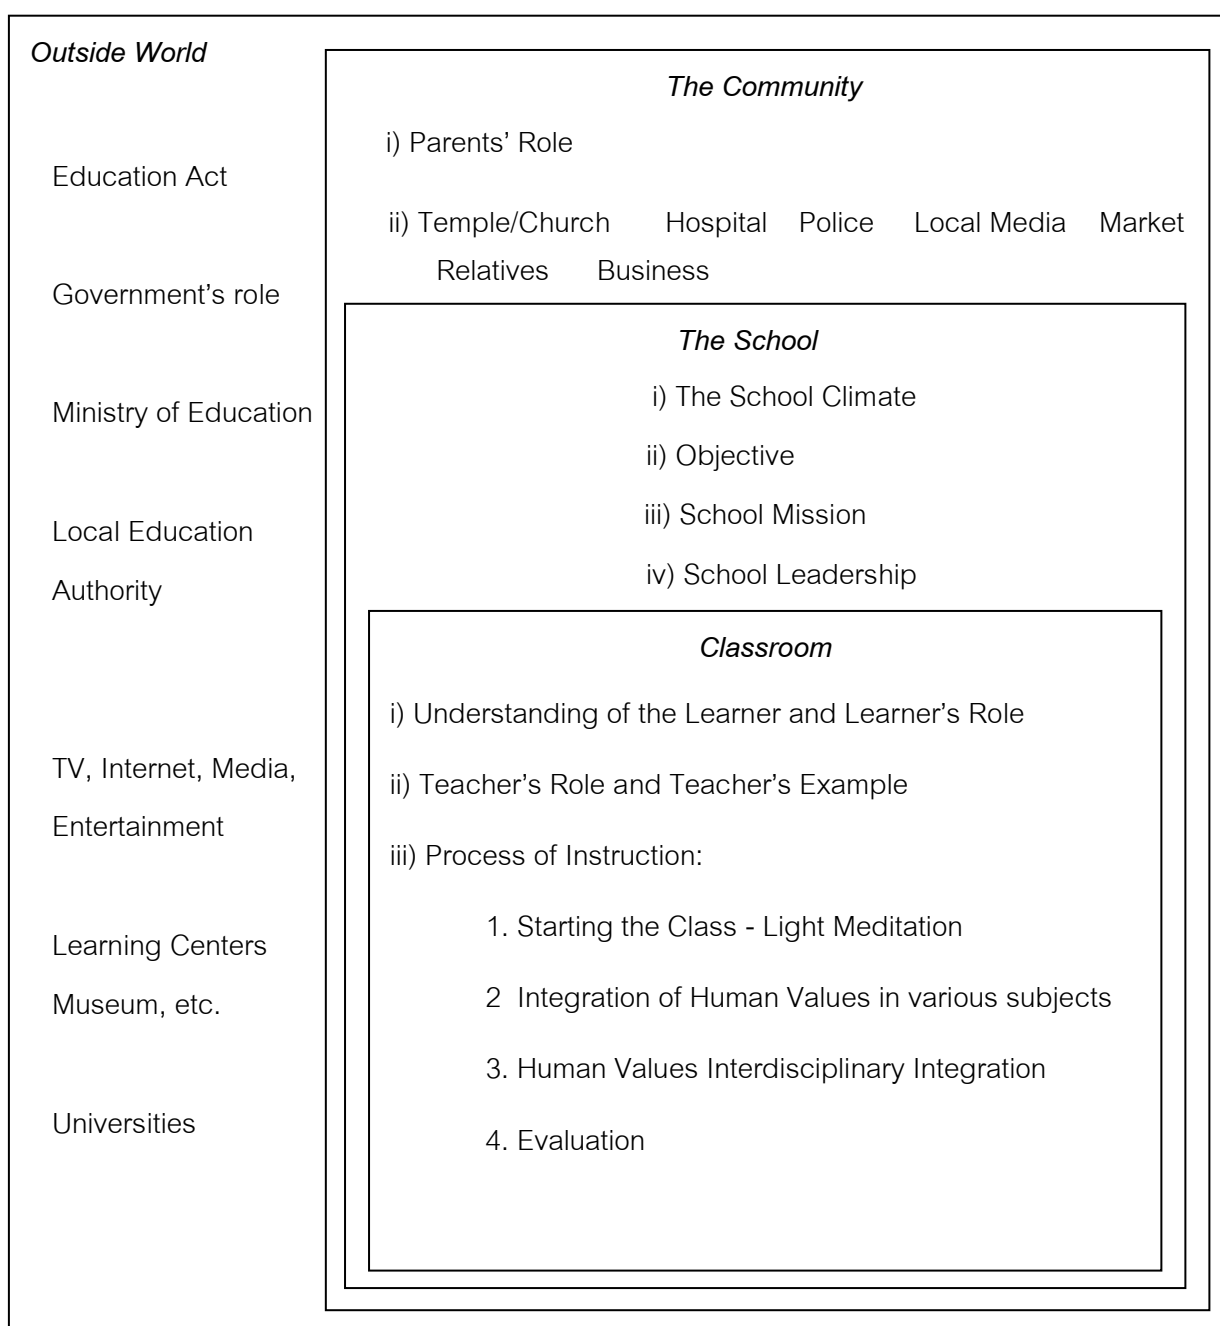 Outside World
Education Act
Government’s role
Ministry of Education
Local Education
Authority
TV, Internet, Media,
Entertainment
Learning Centers
Museum, etc.
Universities
The Community
i) Parents’ Role
ii) Temple/Church Hospital Police Local Media Market
Relatives Business
The School
i) The School Climate
ii) Objective
iii) School Mission
iv) School Leadership
Classroom
i) Understanding of the Learner and Learner’s Role
ii) Teacher’s Role and Teacher’s Example
iii) Process of Instruction:
1. Starting the Class - Light Meditation
2 Integration of Human Values in various subjects
3. Human Values Interdisciplinary Integration
4. Evaluation